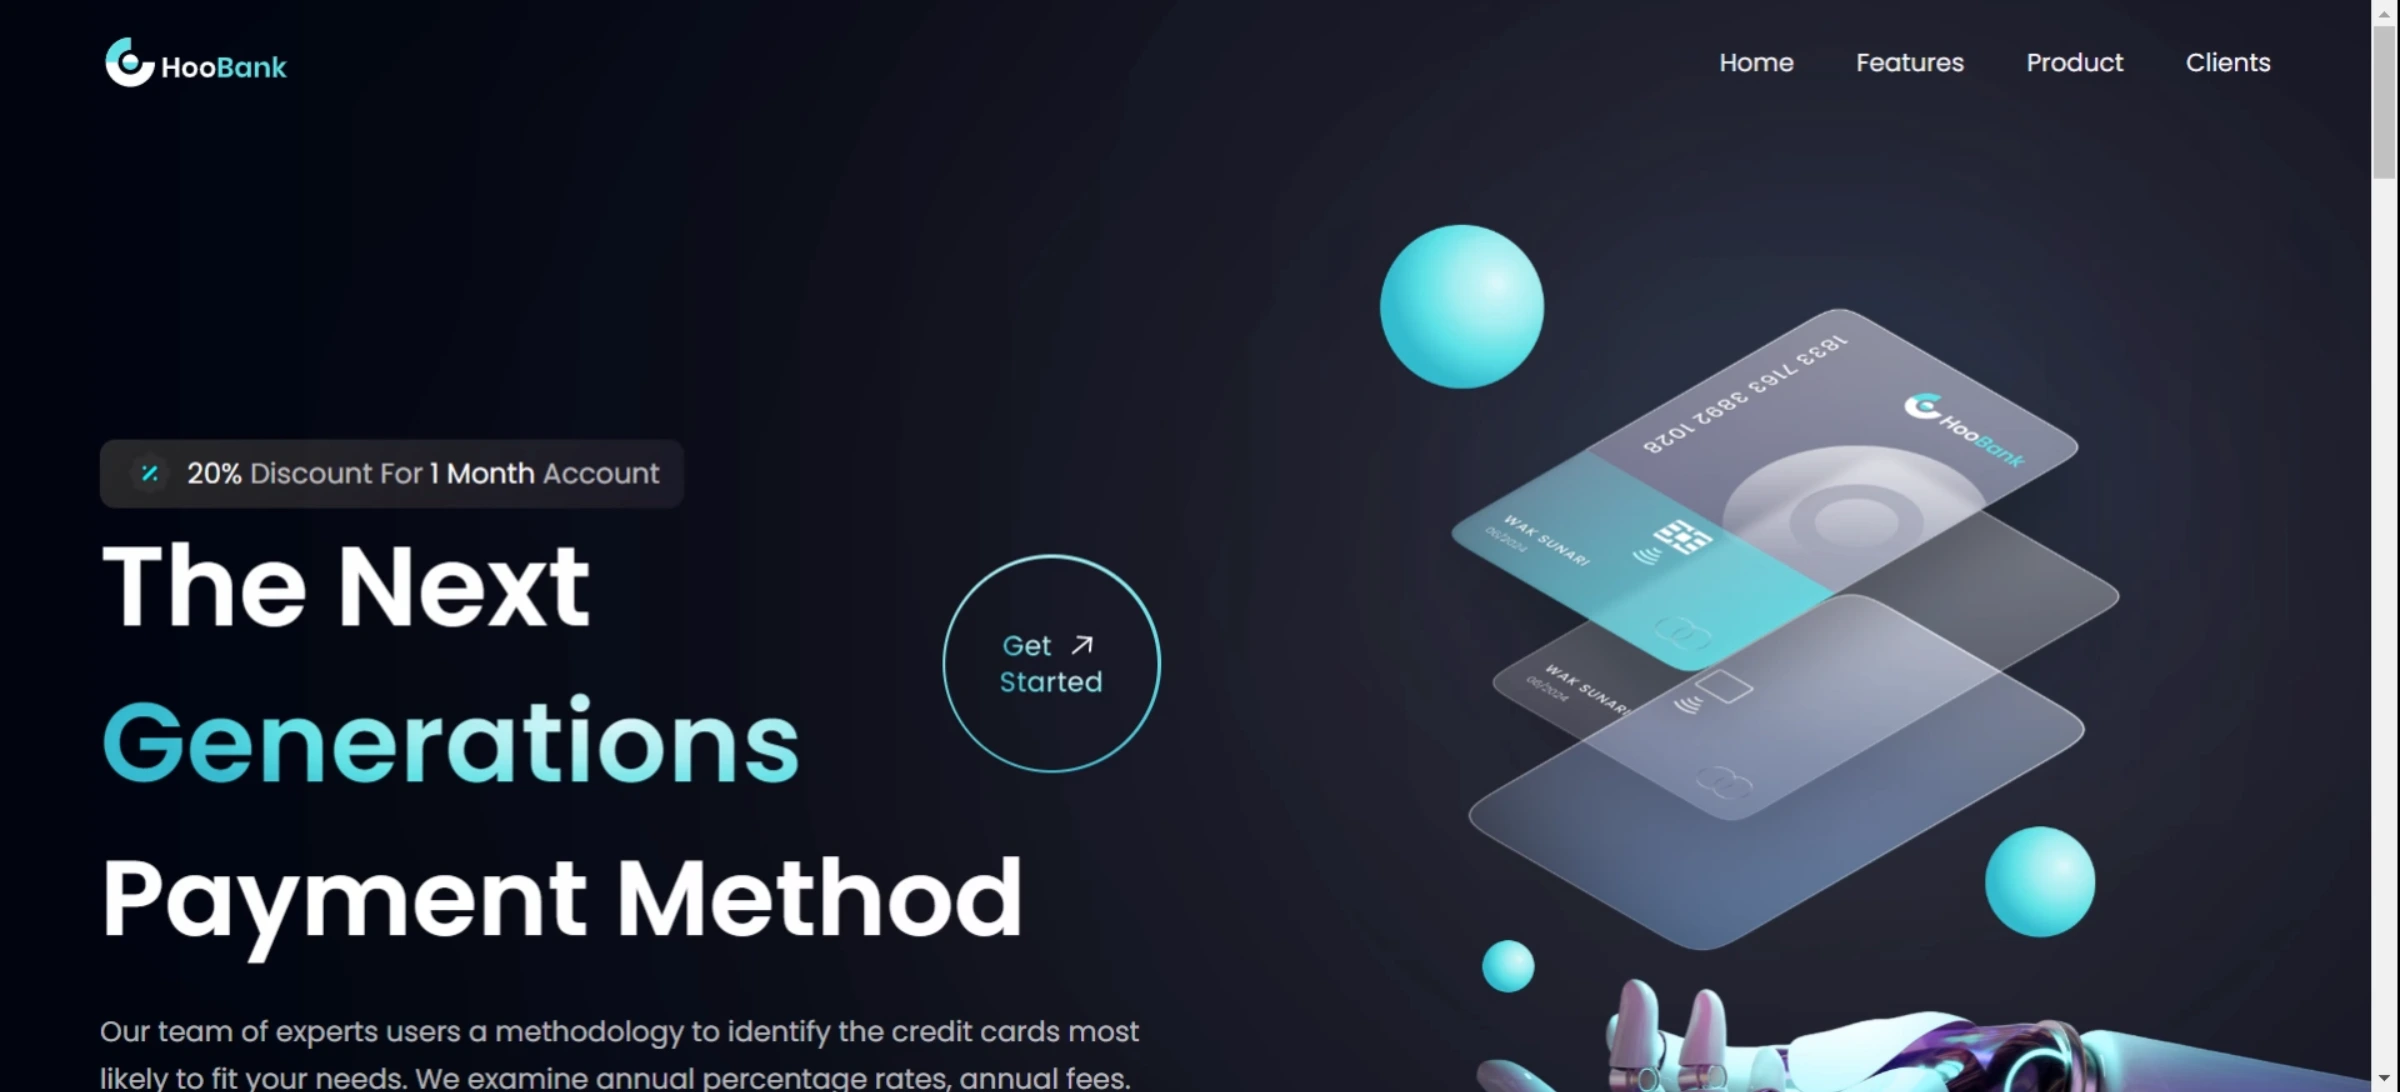 HooBank
Home
Features
Product
Clients
20% Discount For 1 Month Account
The Next
Generations
Payment Method
Get
Started
Our team of experts users a methodology to identify the credit cards most
likely to fit your needs. We examine annual percentage rates, annual fees.
1833 7163 3892 1028
HooBank
WAK SUNARI
06/2024
WAK SUNARI
06/2024